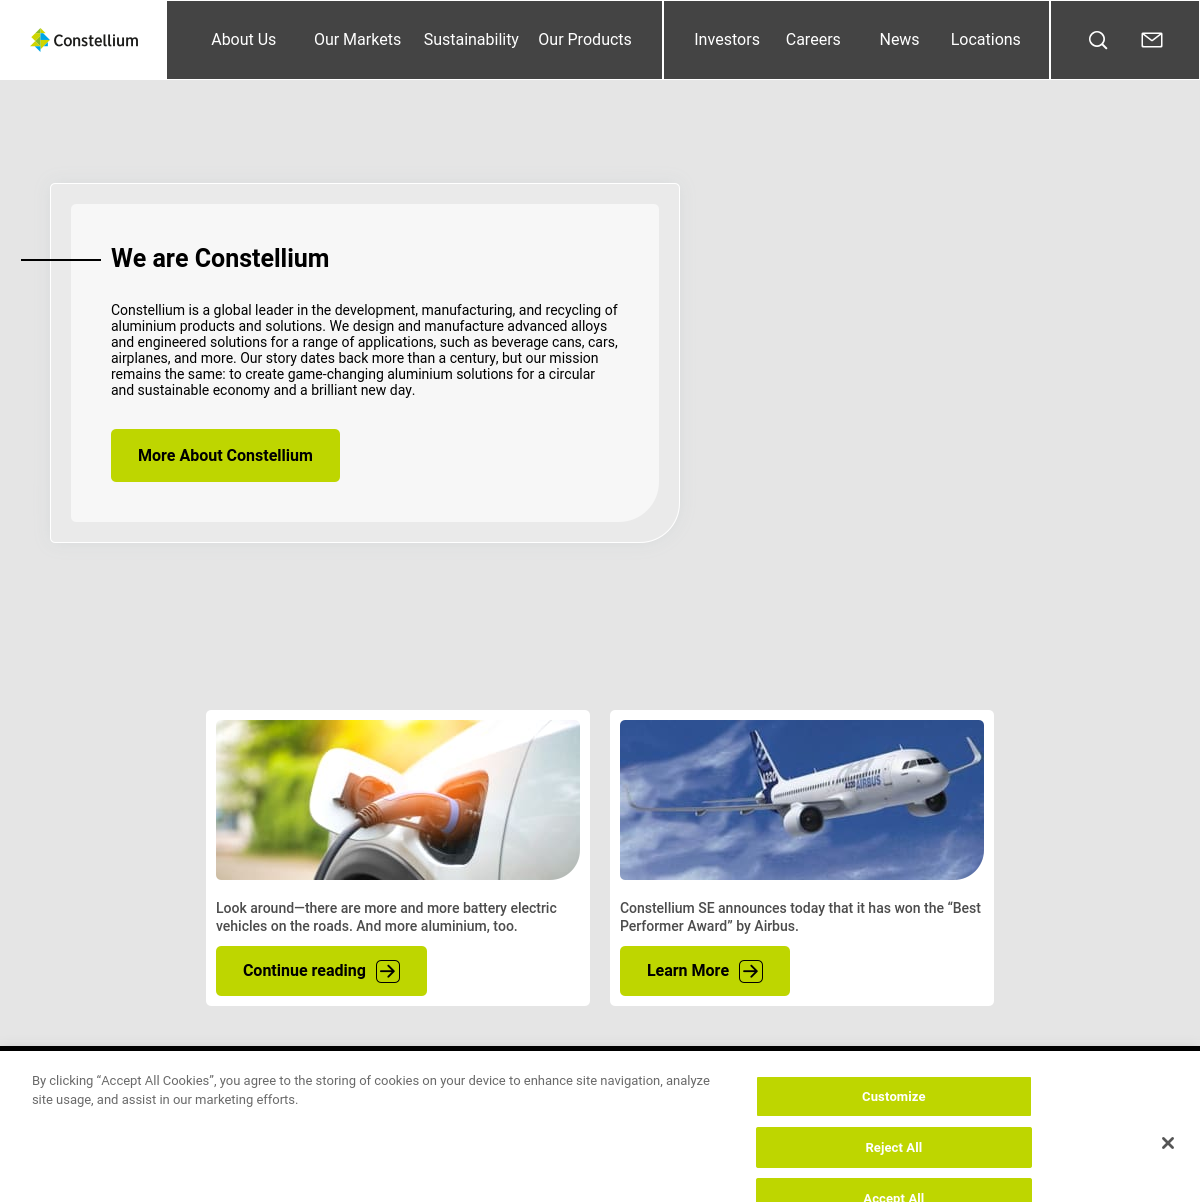 Constellium
About Us
Our Markets
Sustainability
Our Products
Investors
Careers
News
Locations
We are Constellium
Constellium is a global leader in the development, manufacturing, and recycling of
aluminium products and solutions. We design and manufacture advanced alloys
and engineered solutions for a range of applications, such as beverage cans, cars,
airplanes, and more. Our story dates back more than a century, but our mission
remains the same: to create game-changing aluminium solutions for a circular
and sustainable economy and a brilliant new day.
More About Constellium
A320
A320 AIRBUS
Look around—there are more and more battery electric
vehicles on the roads. And more aluminium, too.
Continue reading
Constellium SE announces today that it has won the “Best
Performer Award” by Airbus.
Learn More
By clicking “Accept All Cookies”, you agree to the storing of cookies on your device to enhance site navigation, analyze
site usage, and assist in our marketing efforts.
Customize
Reject All
Accept All